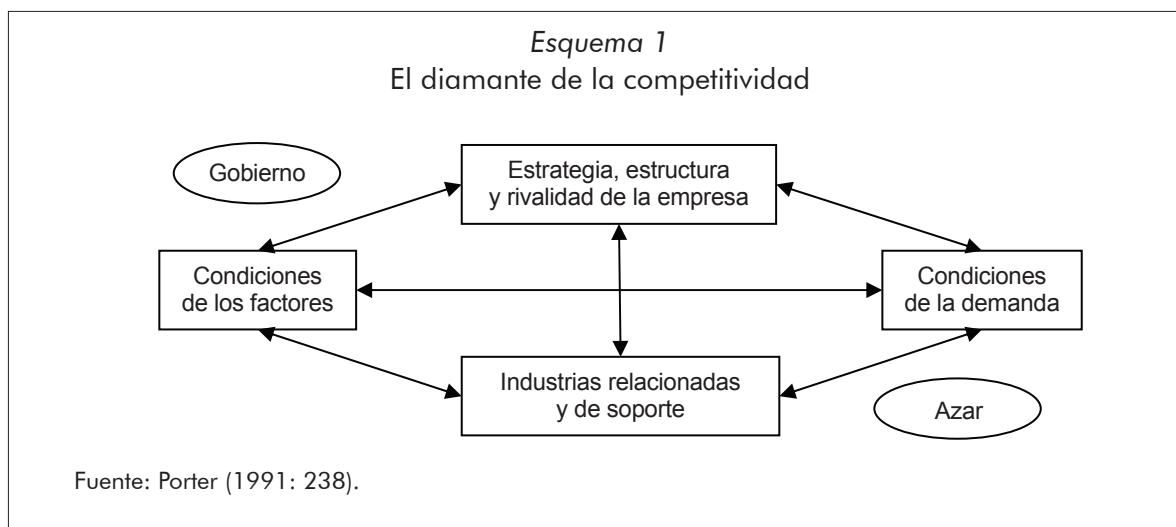 Esquema 1
El diamante de la competitividad
Gobierno
Estrategia, estructura
y rivalidad de la empresa
Condiciones
de los factores
Condiciones
de la demanda
Industrias relacionadas
y de soporte
Azar
Fuente: Porter (1991: 238).